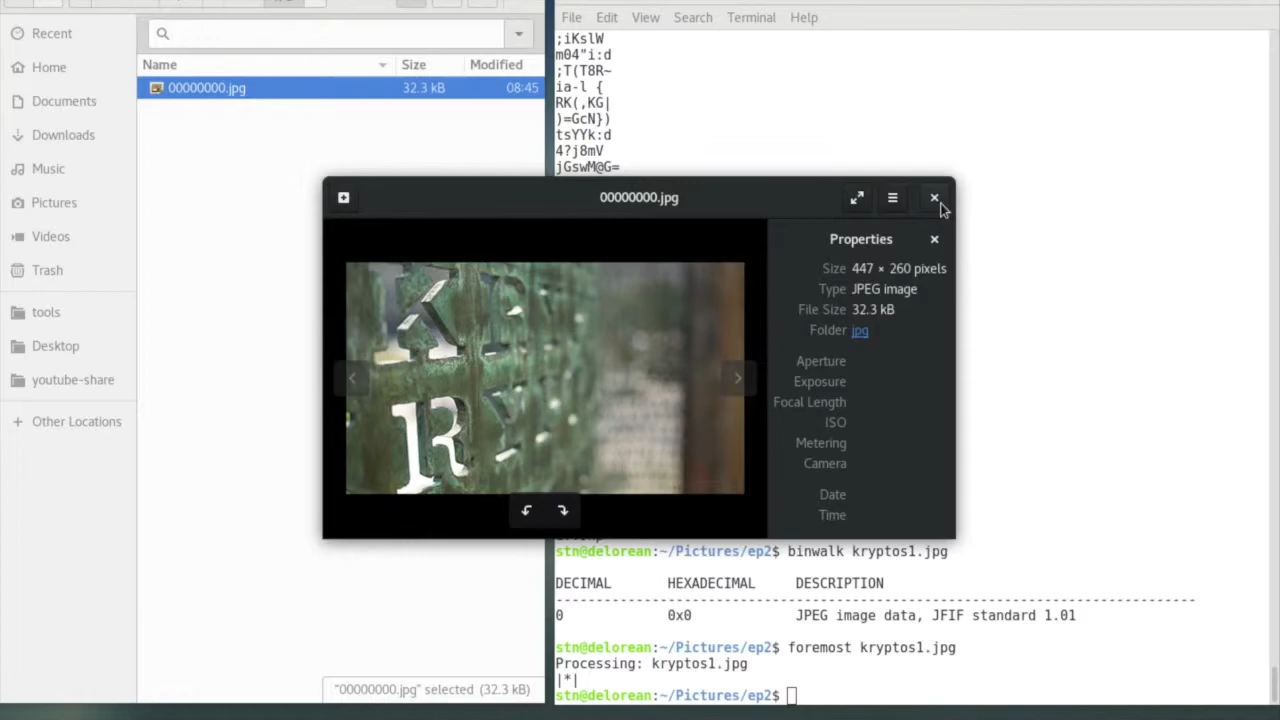 File Edit View Search Terminal Help
Recent
Home
Documents
Downloads
Music
Pictures
Videos
Trash
tools
Desktop
youtube-share
Other Locations
Name Size Modified
00000000.jpg 32.3 kB 08:45
"00000000.jpg" selected (32.3 kB)
;iKslW
m04"i:d
;T(T8R~
ia-l {
RK(,KG|
)=GcN})
tsYYk:d
4?j8mV
jGswM@G=
00000000.jpg
Properties
Size 447 × 260 pixels
Type JPEG image
File Size 32.3 kB
Folder jpg
Aperture
Exposure
Focal Length
ISO
Metering
Camera
Date
Time
K
R
stn@delorean:~/Pictures/ep2$ binwalk kryptos1.jpg
DECIMAL HEXADECIMAL DESCRIPTION
--------------------------------------------------------------------------------
0 0x0 JPEG image data, JFIF standard 1.01
stn@delorean:~/Pictures/ep2$ foremost kryptos1.jpg
Processing: kryptos1.jpg
|*|
stn@delorean:~/Pictures/ep2$